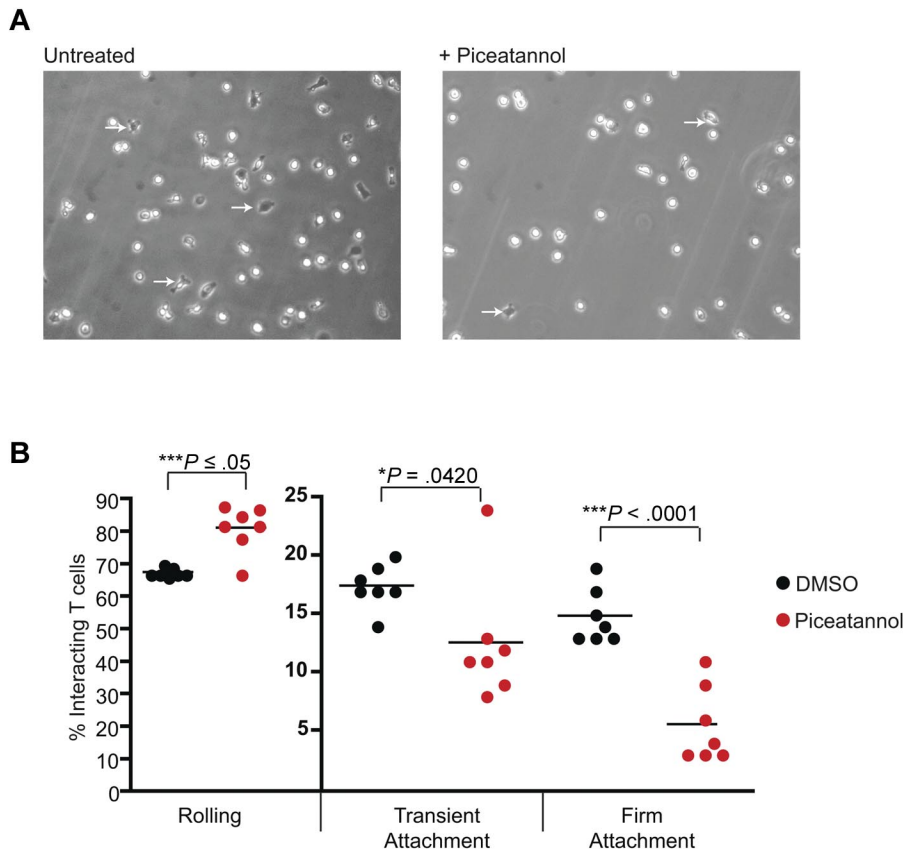 A
Untreated
+ Piceatannol
B
***P ≤ .05
*P = .0420
***P < .0001
% Interacting T cells
90
80
70
60
50
40
30
20
10
0
25
20
15
10
5
DMSO
Piceatannol
Rolling
Transient
Attachment
Firm
Attachment